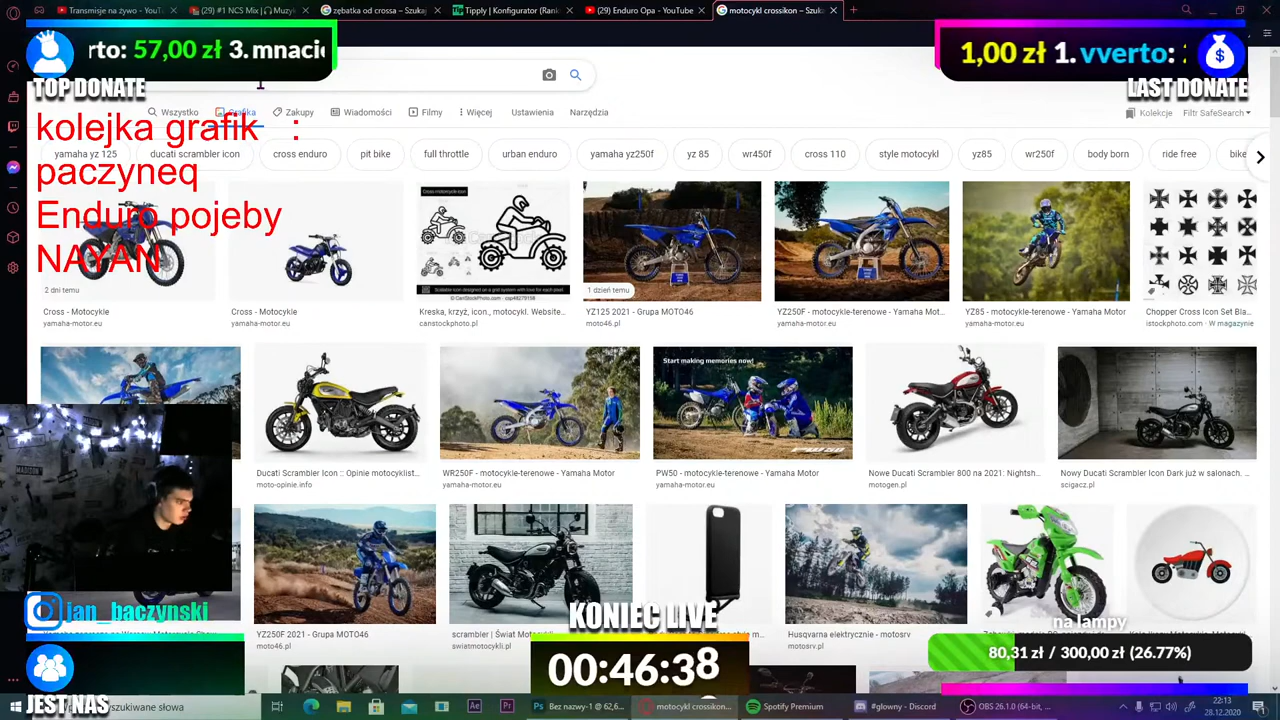 Transmisje na żywo - YouT
(29) #1 NCS Mix | 
zębatka od crossa – Szukaj
Tipply | Konfigurator (Rank
(29) Enduro Opa - YouTube
motocykl crossikon – Szuk
rto: 57,00 zł 3. mnacie
TOP DONATE
1,00 zł 1. vverto:
LAST DONATE
Wszystko
Grafika
Zakupy
Wiadomości
Filmy
Więcej
Ustawienia
Narzędzia
Kolekcje
Filtr SafeSearch
kolejka grafik :
paczyneq
Enduro pojeby
NAYAN
yamaha yz 125
ducati scrambler icon
cross enduro
pit bike
full throttle
urban enduro
yamaha yz250f
yz 85
wr450f
cross 110
style motocykl
yz85
wr250f
body born
ride free
bike
2 dni temu
1 dzień temu
Cross - Motocykle
yamaha-motor.eu
Cross - Motocykle
yamaha-motor.eu
Kreska, krzyż, icon., motocykl. Website...
canstockphoto.pl
YZ125 2021 - Grupa MOTO46
moto46.pl
YZ250F - motocykle-terenowe - Yamaha Mot...
yamaha-motor.eu
YZ85 - motocykle-terenowe - Yamaha Motor
yamaha-motor.eu
Chopper Cross Icon Set Bla...
istockphoto.com · W magazynie
Start making memories now!
Ducati Scrambler Icon :: Opinie motocyklist...
moto-opinie.info
WR250F - motocykle-terenowe - Yamaha Motor
yamaha-motor.eu
PW50 - motocykle-terenowe - Yamaha Motor
yamaha-motor.eu
Nowe Ducati Scrambler 800 na 2021: Nightsh...
motogen.pl
Nowy Ducati Scrambler Icon Dark już w salonach. ...
scigacz.pl
jan_baczynski
YZ250F 2021 - Grupa MOTO46
moto46.pl
scrambler | Świat Motocykli
swiatmotocykli.pl
Husqvarna elektrycznie - motosrv
motosrv.pl
KONIEC LIVE
00:46:38
na lampy
80,31 zł / 300,00 zł (26.77%)
JEST NAS
szukiwane słowa
Ps Bez nazwy-1 @ 62,6...
motocykl crossikon...
Spotify Premium
#głowny - Discord
OBS 26.1.0 (64-bit, ...
22:13
28.12.2020